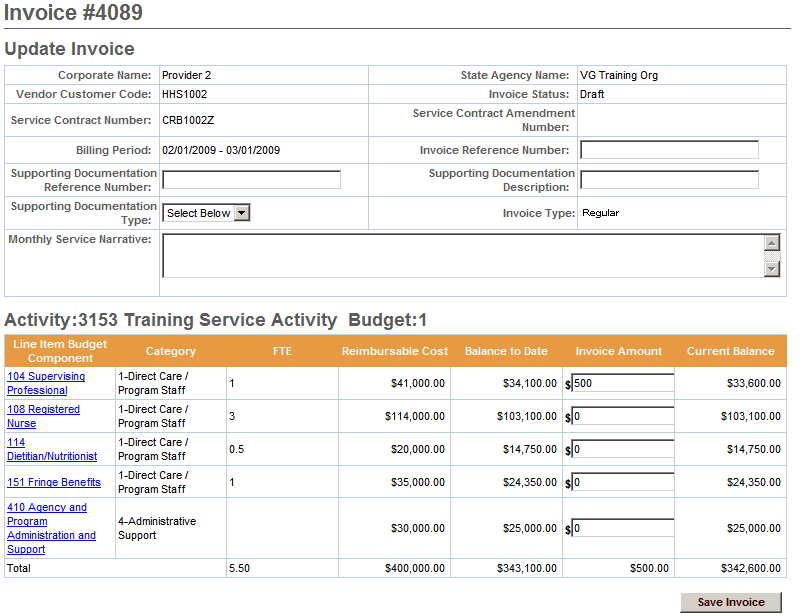 Invoice #4089
Update Invoice
Corporate Name: Provider 2 State Agency Name: VG Training Org
Vendor Customer Code: HHS1002 Invoice Status: Draft
Service Contract Number: CRB1002Z Service Contract Amendment
Number:
Billing Period: 02/01/2009 - 03/01/2009 Invoice Reference Number:
Supporting Documentation Supporting Documentation
Reference Number: Description:
Supporting Documentation
Type: Select Below Invoice Type: Regular
Monthly Service Narrative:
Activity:3153 Training Service Activity Budget:1
Line Item Budget
Component Category FTE Reimbursable Cost Balance to Date Invoice Amount Current Balance
104 Supervising 1-Direct Care /
Professional Program Staff 1 $41,000.00 $34,100.00 $500 $33,600.00
108 Registered 1-Direct Care /
Nurse Program Staff 3 $114,000.00 $103,100.00 $0 $103,100.00
114 1-Direct Care /
Dietitian/Nutritionist Program Staff 0.5 $20,000.00 $14,750.00 $0 $14,750.00
151 Fringe Benefits 1-Direct Care /
Program Staff 1 $35,000.00 $24,350.00 $0 $24,350.00
410 Agency and
Program 4-Administrative
Administration and Support $30,000.00 $25,000.00 $0 $25,000.00
Support
Total 5.50 $400,000.00 $343,100.00 $500.00 $342,600.00
Save Invoice